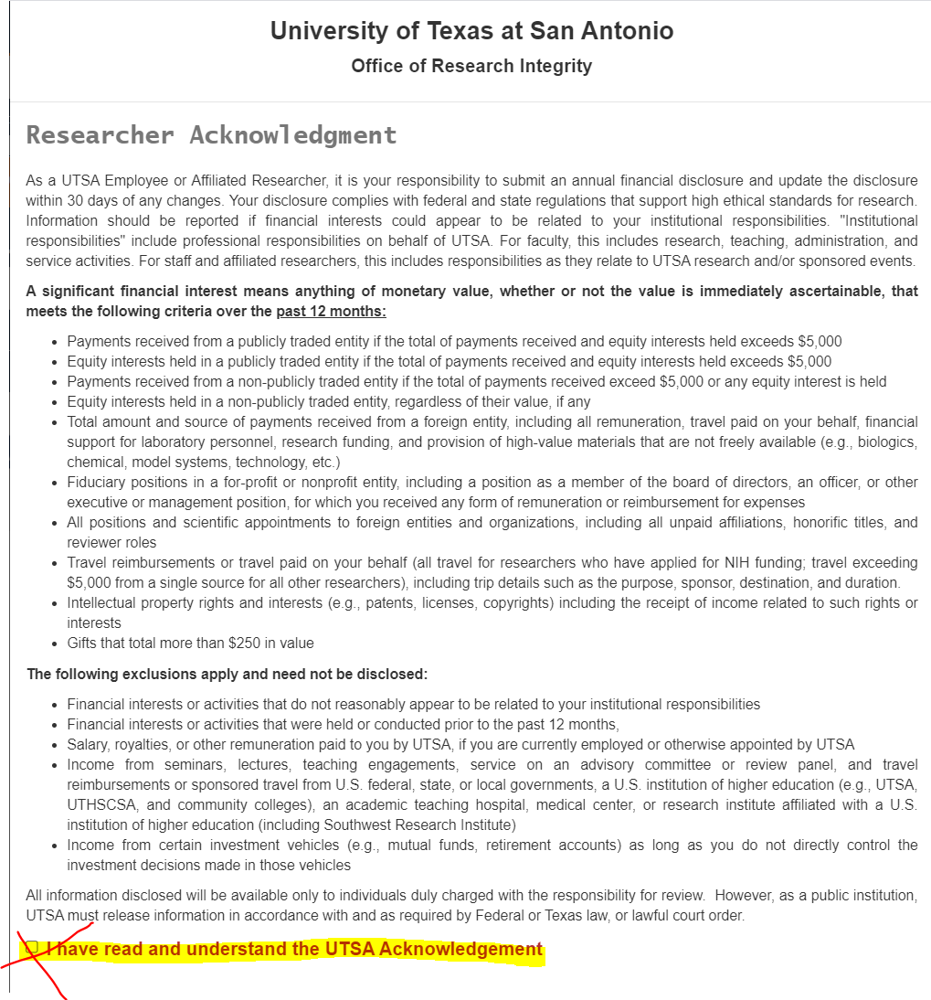 University of Texas at San Antonio
Office of Research Integrity
Researcher Acknowledgment
As a UTSA Employee or Affiliated Researcher, it is your responsibility to submit an annual financial disclosure and update the disclosure
within 30 days of any changes. Your disclosure complies with federal and state regulations that support high ethical standards for research.
Information should be reported if financial interests could appear to be related to your institutional responsibilities. "Institutional
responsibilities" include professional responsibilities on behalf of UTSA. For faculty, this includes research, teaching, administration, and
service activities. For staff and affiliated researchers, this includes responsibilities as they relate to UTSA research and/or sponsored events.
A significant financial interest means anything of monetary value, whether or not the value is immediately ascertainable, that
meets the following criteria over the past 12 months:
• Payments received from a publicly traded entity if the total of payments received and equity interests held exceeds $5,000
• Equity interests held in a publicly traded entity if the total of payments received and equity interests held exceeds $5,000
• Payments received from a non-publicly traded entity if the total of payments received exceed $5,000 or any equity interest is held
• Equity interests held in a non-publicly traded entity, regardless of their value, if any
• Total amount and source of payments received from a foreign entity, including all remuneration, travel paid on your behalf, financial
support for laboratory personnel, research funding, and provision of high-value materials that are not freely available (e.g., biologics,
chemical, model systems, technology, etc.)
• Fiduciary positions in a for-profit or nonprofit entity, including a position as a member of the board of directors, an officer, or other
executive or management position, for which you received any form of remuneration or reimbursement for expenses
• All positions and scientific appointments to foreign entities and organizations, including all unpaid affiliations, honorific titles, and
reviewer roles
• Travel reimbursements or travel paid on your behalf (all travel for researchers who have applied for NIH funding; travel exceeding
$5,000 from a single source for all other researchers), including trip details such as the purpose, sponsor, destination, and duration.
• Intellectual property rights and interests (e.g., patents, licenses, copyrights) including the receipt of income related to such rights or
interests
• Gifts that total more than $250 in value
The following exclusions apply and need not be disclosed:
• Financial interests or activities that do not reasonably appear to be related to your institutional responsibilities
• Financial interests or activities that were held or conducted prior to the past 12 months,
• Salary, royalties, or other remuneration paid to you by UTSA, if you are currently employed or otherwise appointed by UTSA
• Income from seminars, lectures, teaching engagements, service on an advisory committee or review panel, and travel
reimbursements or sponsored travel from U.S. federal, state, or local governments, a U.S. institution of higher education (e.g., UTSA,
UTHSCSA, and community colleges), an academic teaching hospital, medical center, or research institute affiliated with a U.S.
institution of higher education (including Southwest Research Institute)
• Income from certain investment vehicles (e.g., mutual funds, retirement accounts) as long as you do not directly control the
investment decisions made in those vehicles
All information disclosed will be available only to individuals duly charged with the responsibility for review. However, as a public institution,
UTSA must release information in accordance with and as required by Federal or Texas law, or lawful court order.
I have read and understand the UTSA Acknowledgement